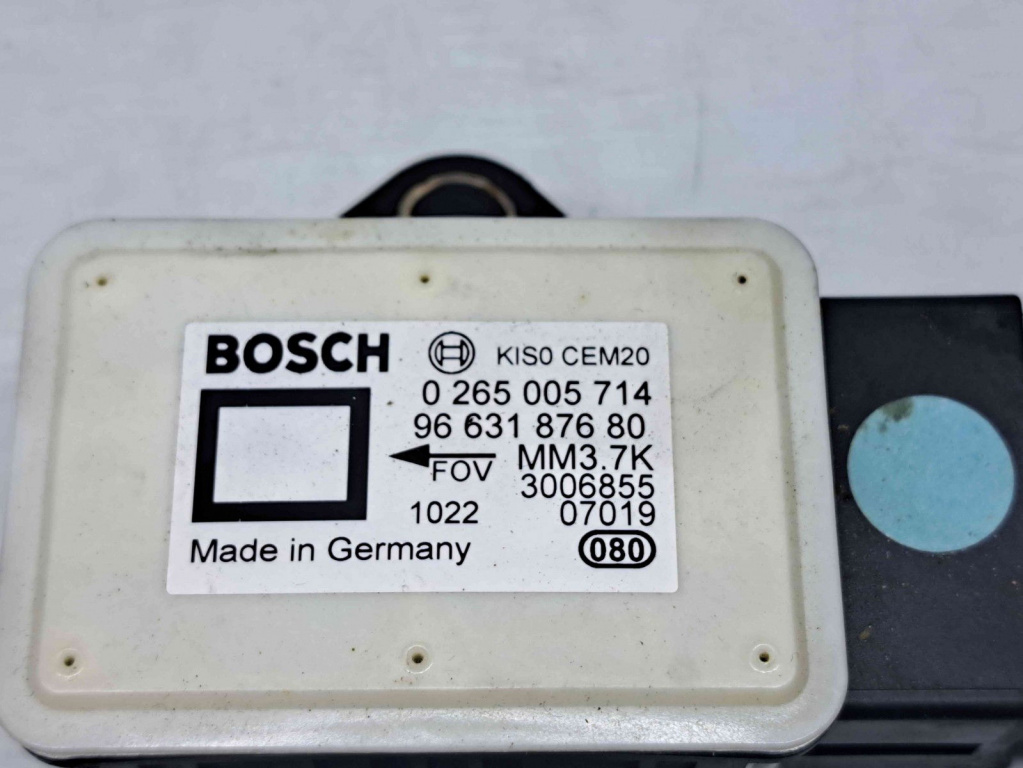 BOSCH KIS0 CEM20
0 265 005 714
96 631 876 80
FOV MM3.7K
3006855
1022 07019
Made in Germany 080